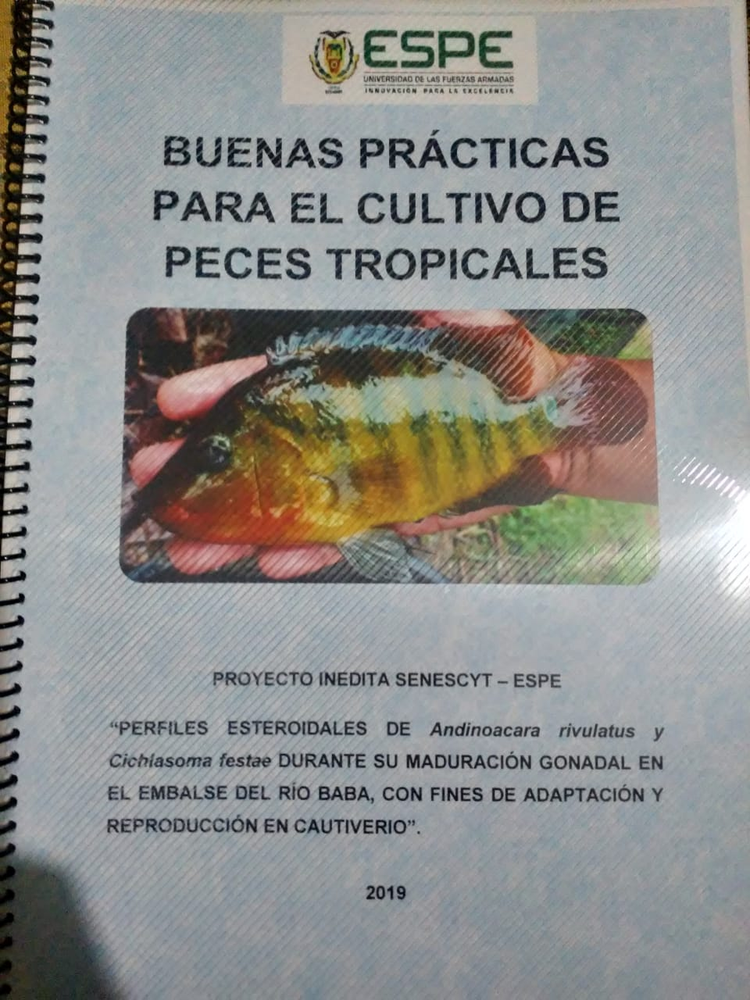 ESPE
UNIVERSIDAD DE LAS FUERZAS ARMADAS
INNOVACIÓN PARA LA EXCELENCIA
BUENAS PRÁCTICAS
PARA EL CULTIVO DE
PECES TROPICALES
PROYECTO INEDITA SENESCYT – ESPE
“PERFILES ESTEROIDALES DE Andinoacara rivulatus y
Cichlasoma festae DURANTE SU MADURACIÓN GONADAL EN
EL EMBALSE DEL RÍO BABA, CON FINES DE ADAPTACIÓN Y
REPRODUCCIÓN EN CAUTIVERIO”.
2019